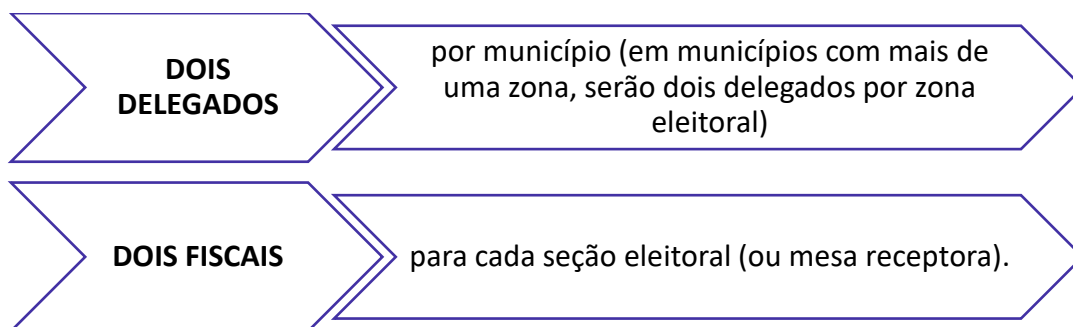 DOIS
DELEGADOS
por município (em municípios com mais de
uma zona, serão dois delegados por zona
eleitoral)
DOIS FISCAIS
para cada seção eleitoral (ou mesa receptora).